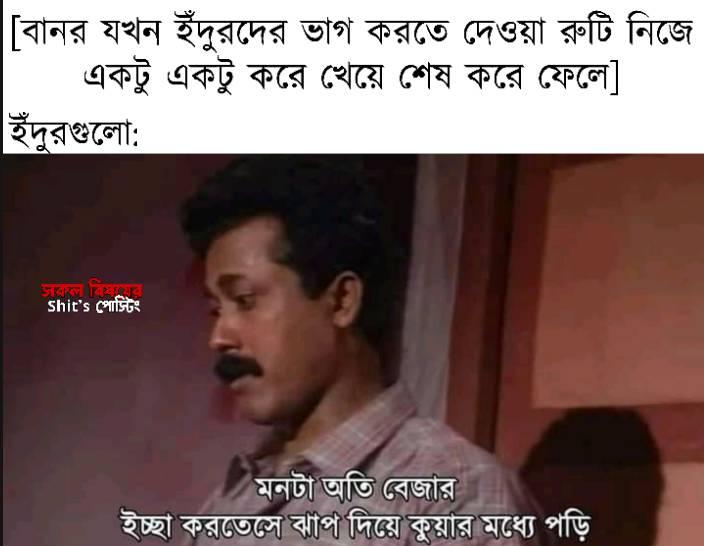 [বানর যখন ইঁদুরদের ভাগ করতে দেওয়া রুটি নিজে
একটু একটু করে খেয়ে শেষ করে ফেলে]
ইঁদুরগুলো:
সকল বিষয়ের
Shit's পোস্টিং
মনটা অতি বেজার
ইচ্ছা করতেসে ঝাপ দিয়ে কুয়ার মধ্যে পড়ি